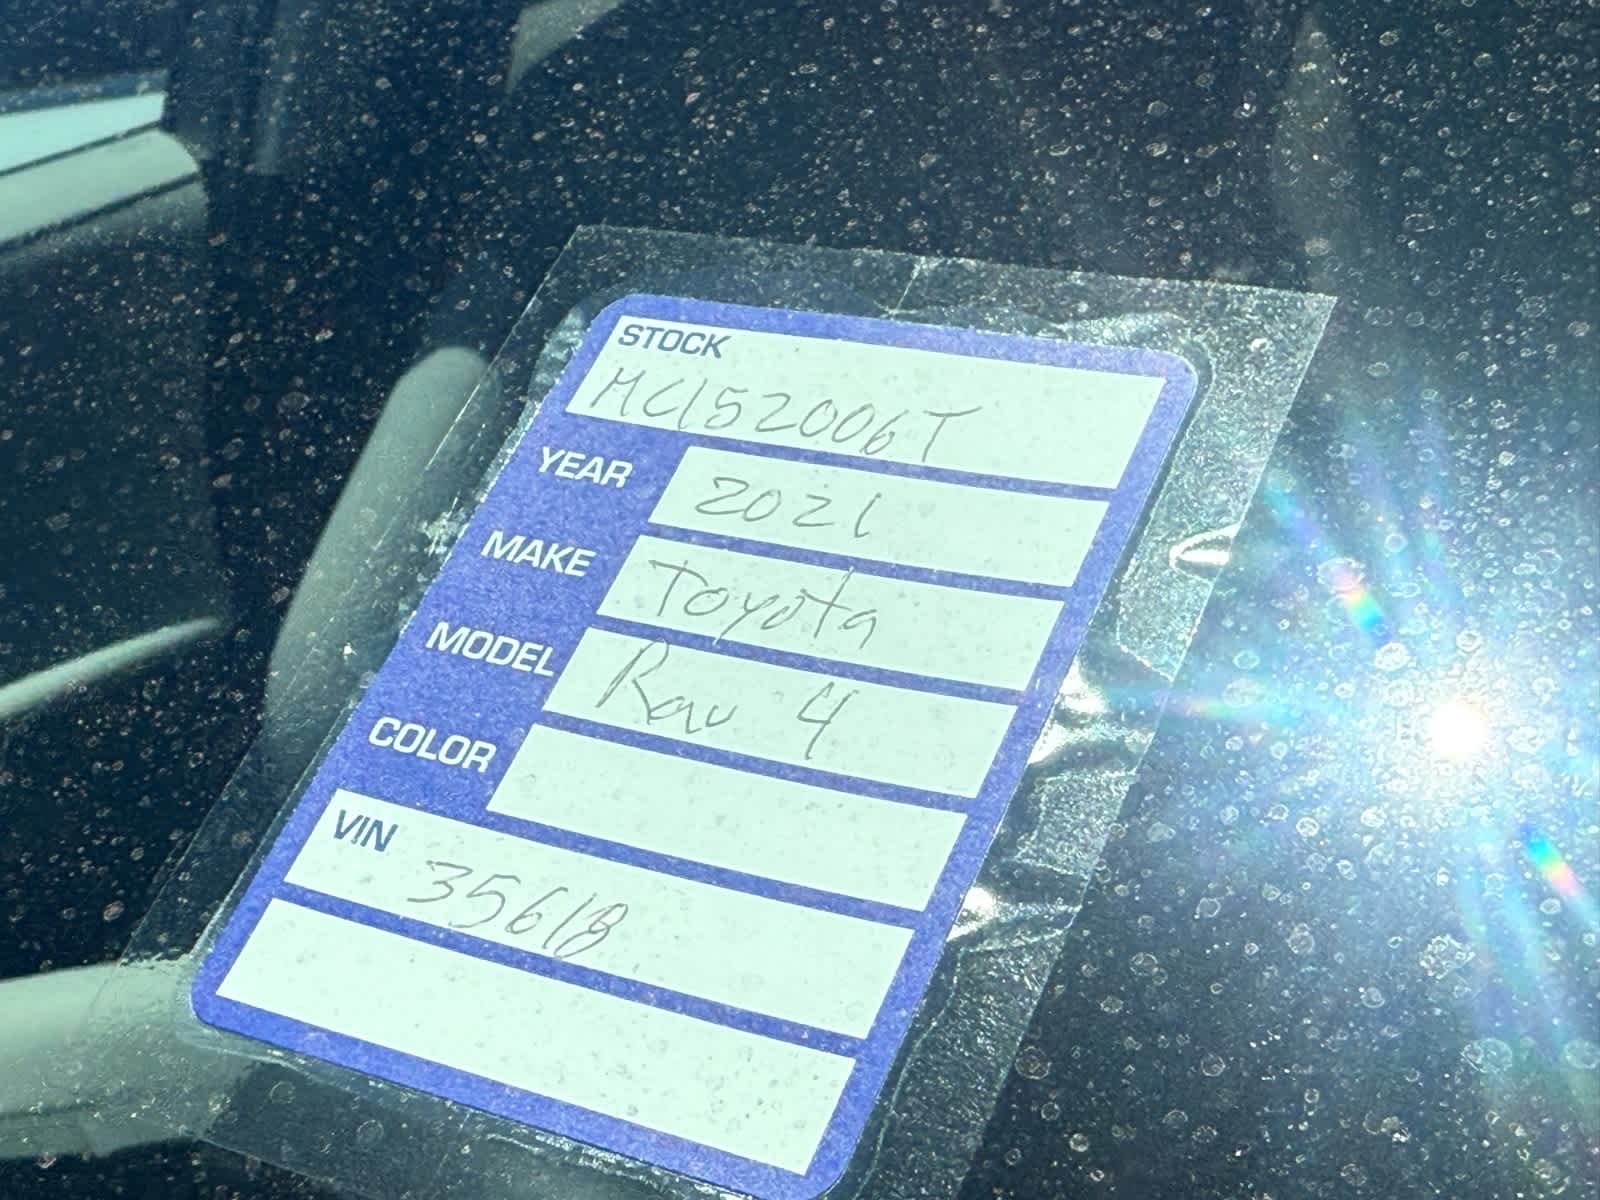 STOCK
MC152006T
YEAR 2021
MAKE Toyota
MODEL Rav 4
COLOR
VIN
35618